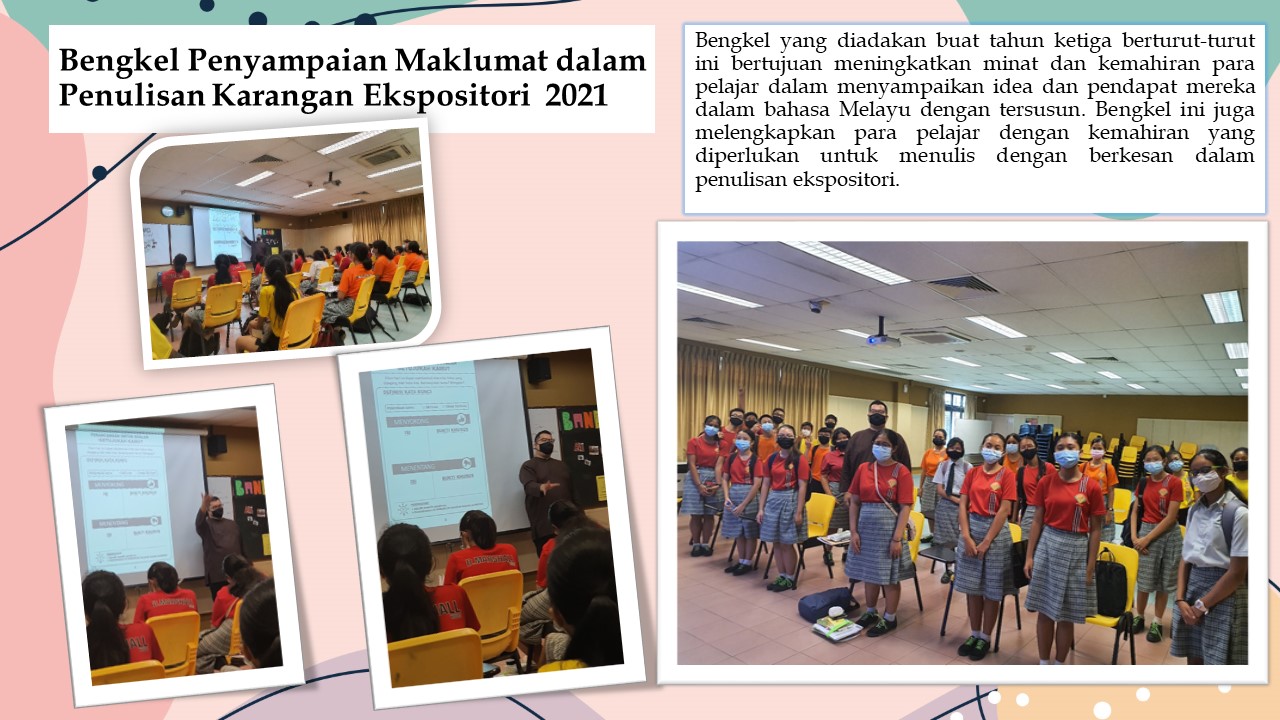 Bengkel Penyampaian Maklumat dalam
Penulisan Karangan Ekspositori 2021
Bengkel yang diadakan buat tahun ketiga berturut-turut
ini bertujuan meningkatkan minat dan kemahiran para
pelajar dalam menyampaikan idea dan pendapat mereka
dalam bahasa Melayu dengan tersusun. Bengkel ini juga
melengkapkan para pelajar dengan kemahiran yang
diperlukan untuk menulis dengan berkesan dalam
penulisan ekspositori.
MENYOKONG
MENENTANG